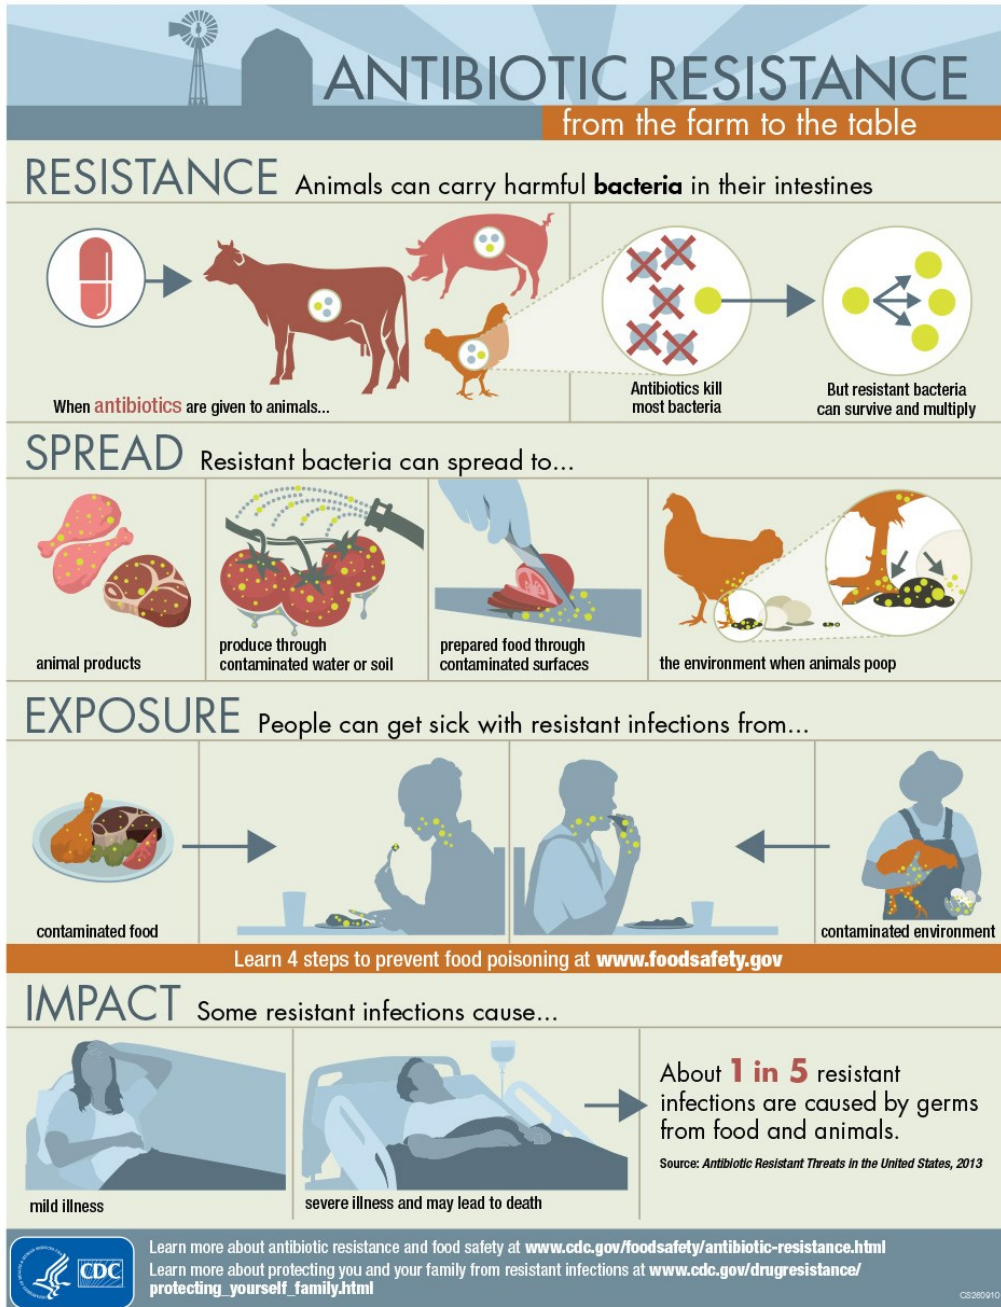 ANTIBIOTIC RESISTANCE
from the farm to the table
RESISTANCE Animals can carry harmful bacteria in their intestines
When antibiotics are given to animals...
Antibiotics kill
most bacteria
But resistant bacteria
can survive and multiply
SPREAD Resistant bacteria can spread to...
animal products
produce through
contaminated water or soil
prepared food through
contaminated surfaces
the environment when animals poop
EXPOSURE People can get sick with resistant infections from...
contaminated food
contaminated environment
Learn 4 steps to prevent food poisoning at www.foodsafety.gov
IMPACT Some resistant infections cause...
mild illness
severe illness and may lead to death
About 1 in 5 resistant
infections are caused by germs
from food and animals.
Source: Antibiotic Resistant Threats in the United States, 2013
CDC
Learn more about antibiotic resistance and food safety at www.cdc.gov/foodsafety/antibiotic-resistance.html
Learn more about protecting you and your family from resistant infections at www.cdc.gov/drugresistance/
protecting_yourself_family.html
CS260910